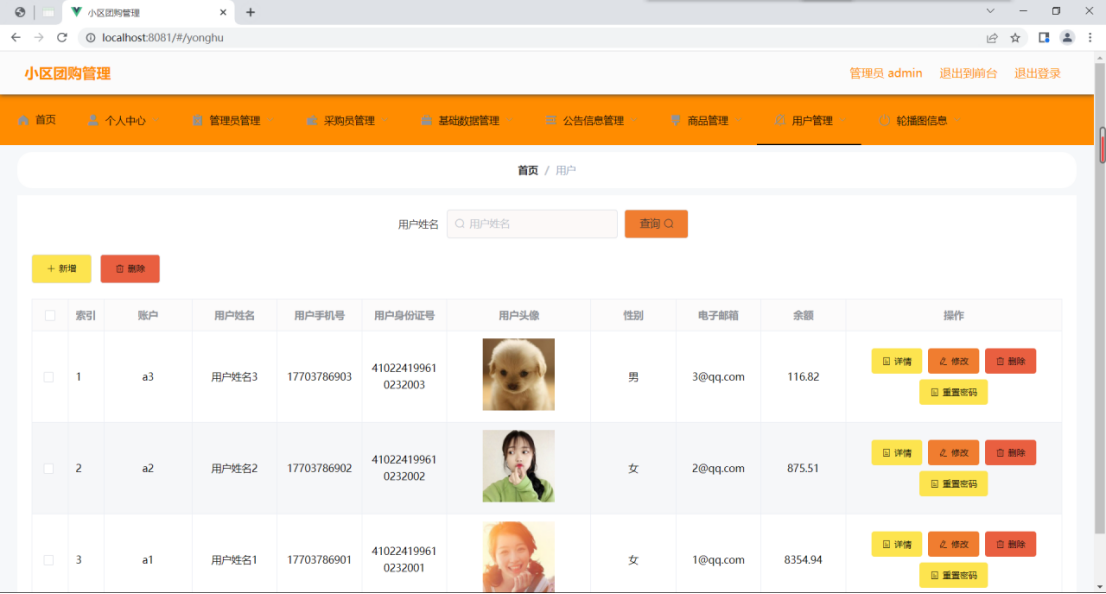 小区团购管理
localhost:8081/#/yonghu
小区团购管理
管理员 admin 退出到前台 退出登录
首页 个人中心 管理员管理 采购员管理 基础数据管理 公告信息管理 商品管理 用户管理 轮播图信息
首页 / 用户
用户姓名 用户姓名 查询
+ 新增 删除
索引 账户 用户姓名 用户手机号 用户身份证号 用户头像 性别 电子邮箱 余额 操作
1 a3 用户姓名3 17703786903 41022419961 男 3@qq.com 116.82 详情 修改 删除
0232003 重置密码
2 a2 用户姓名2 17703786902 41022419961 女 2@qq.com 875.51 详情 修改 删除
0232002 重置密码
3 a1 用户姓名1 17703786901 41022419961 女 1@qq.com 8354.94 详情 修改 删除
0232001 重置密码